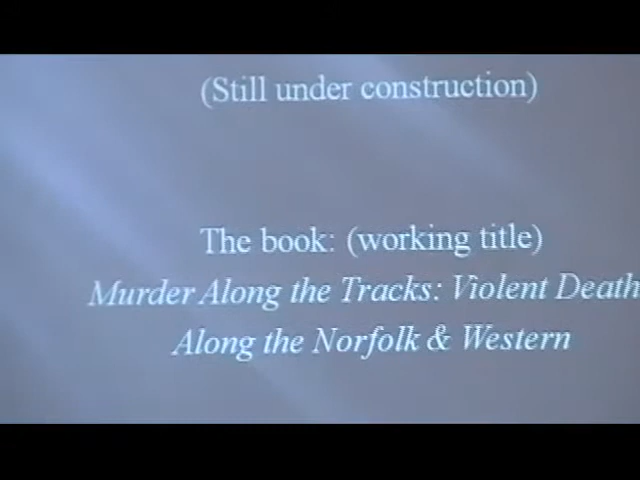 (Still under construction)
The book: (working title)
Murder Along the Tracks: Violent Death
Along the Norfolk & Western